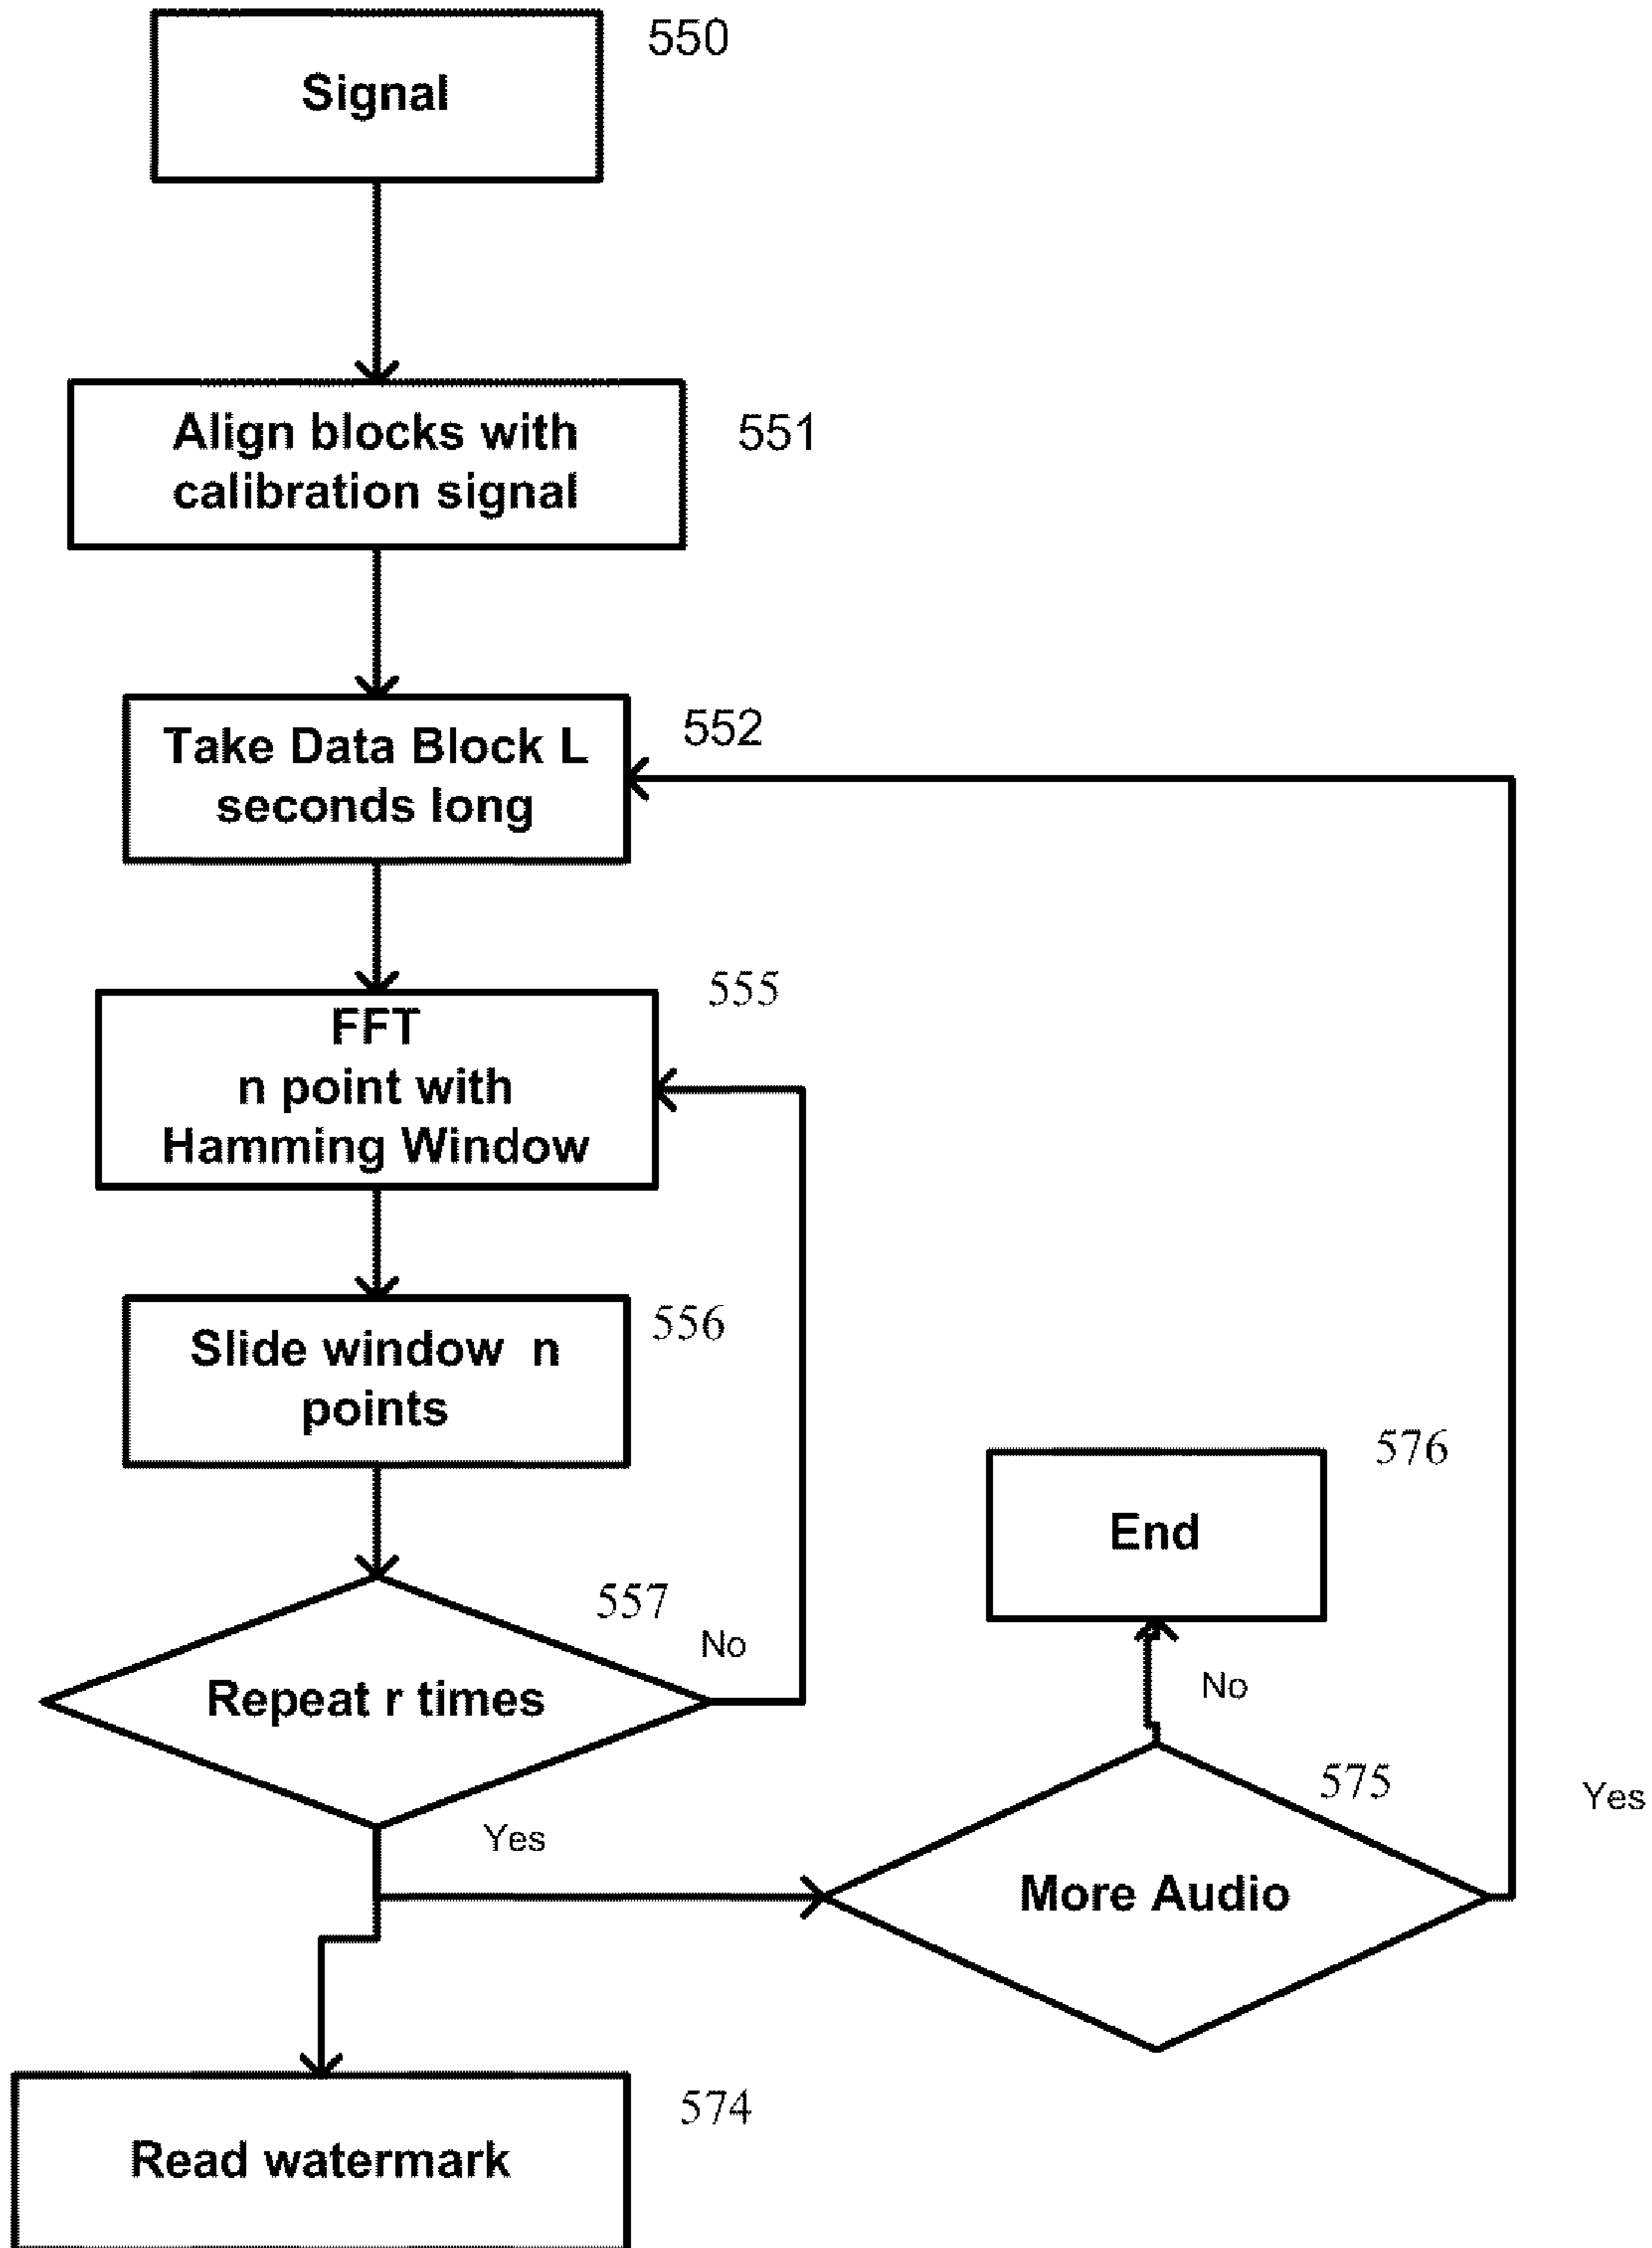 Signal
550
Align blocks with
calibration signal
551
Take Data Block L
seconds long
552
FFT
n point with
Hamming Window
555
Slide window  n
points
556
Repeat r times
557
No
Yes
End
576
No
More Audio
575
Yes
Read watermark
574